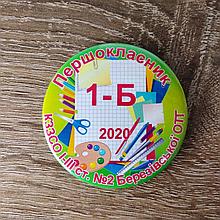 Першокласник
1-Б
2020
КЗЗСО І-ІІІ ст. №2 Березівської ОТГ